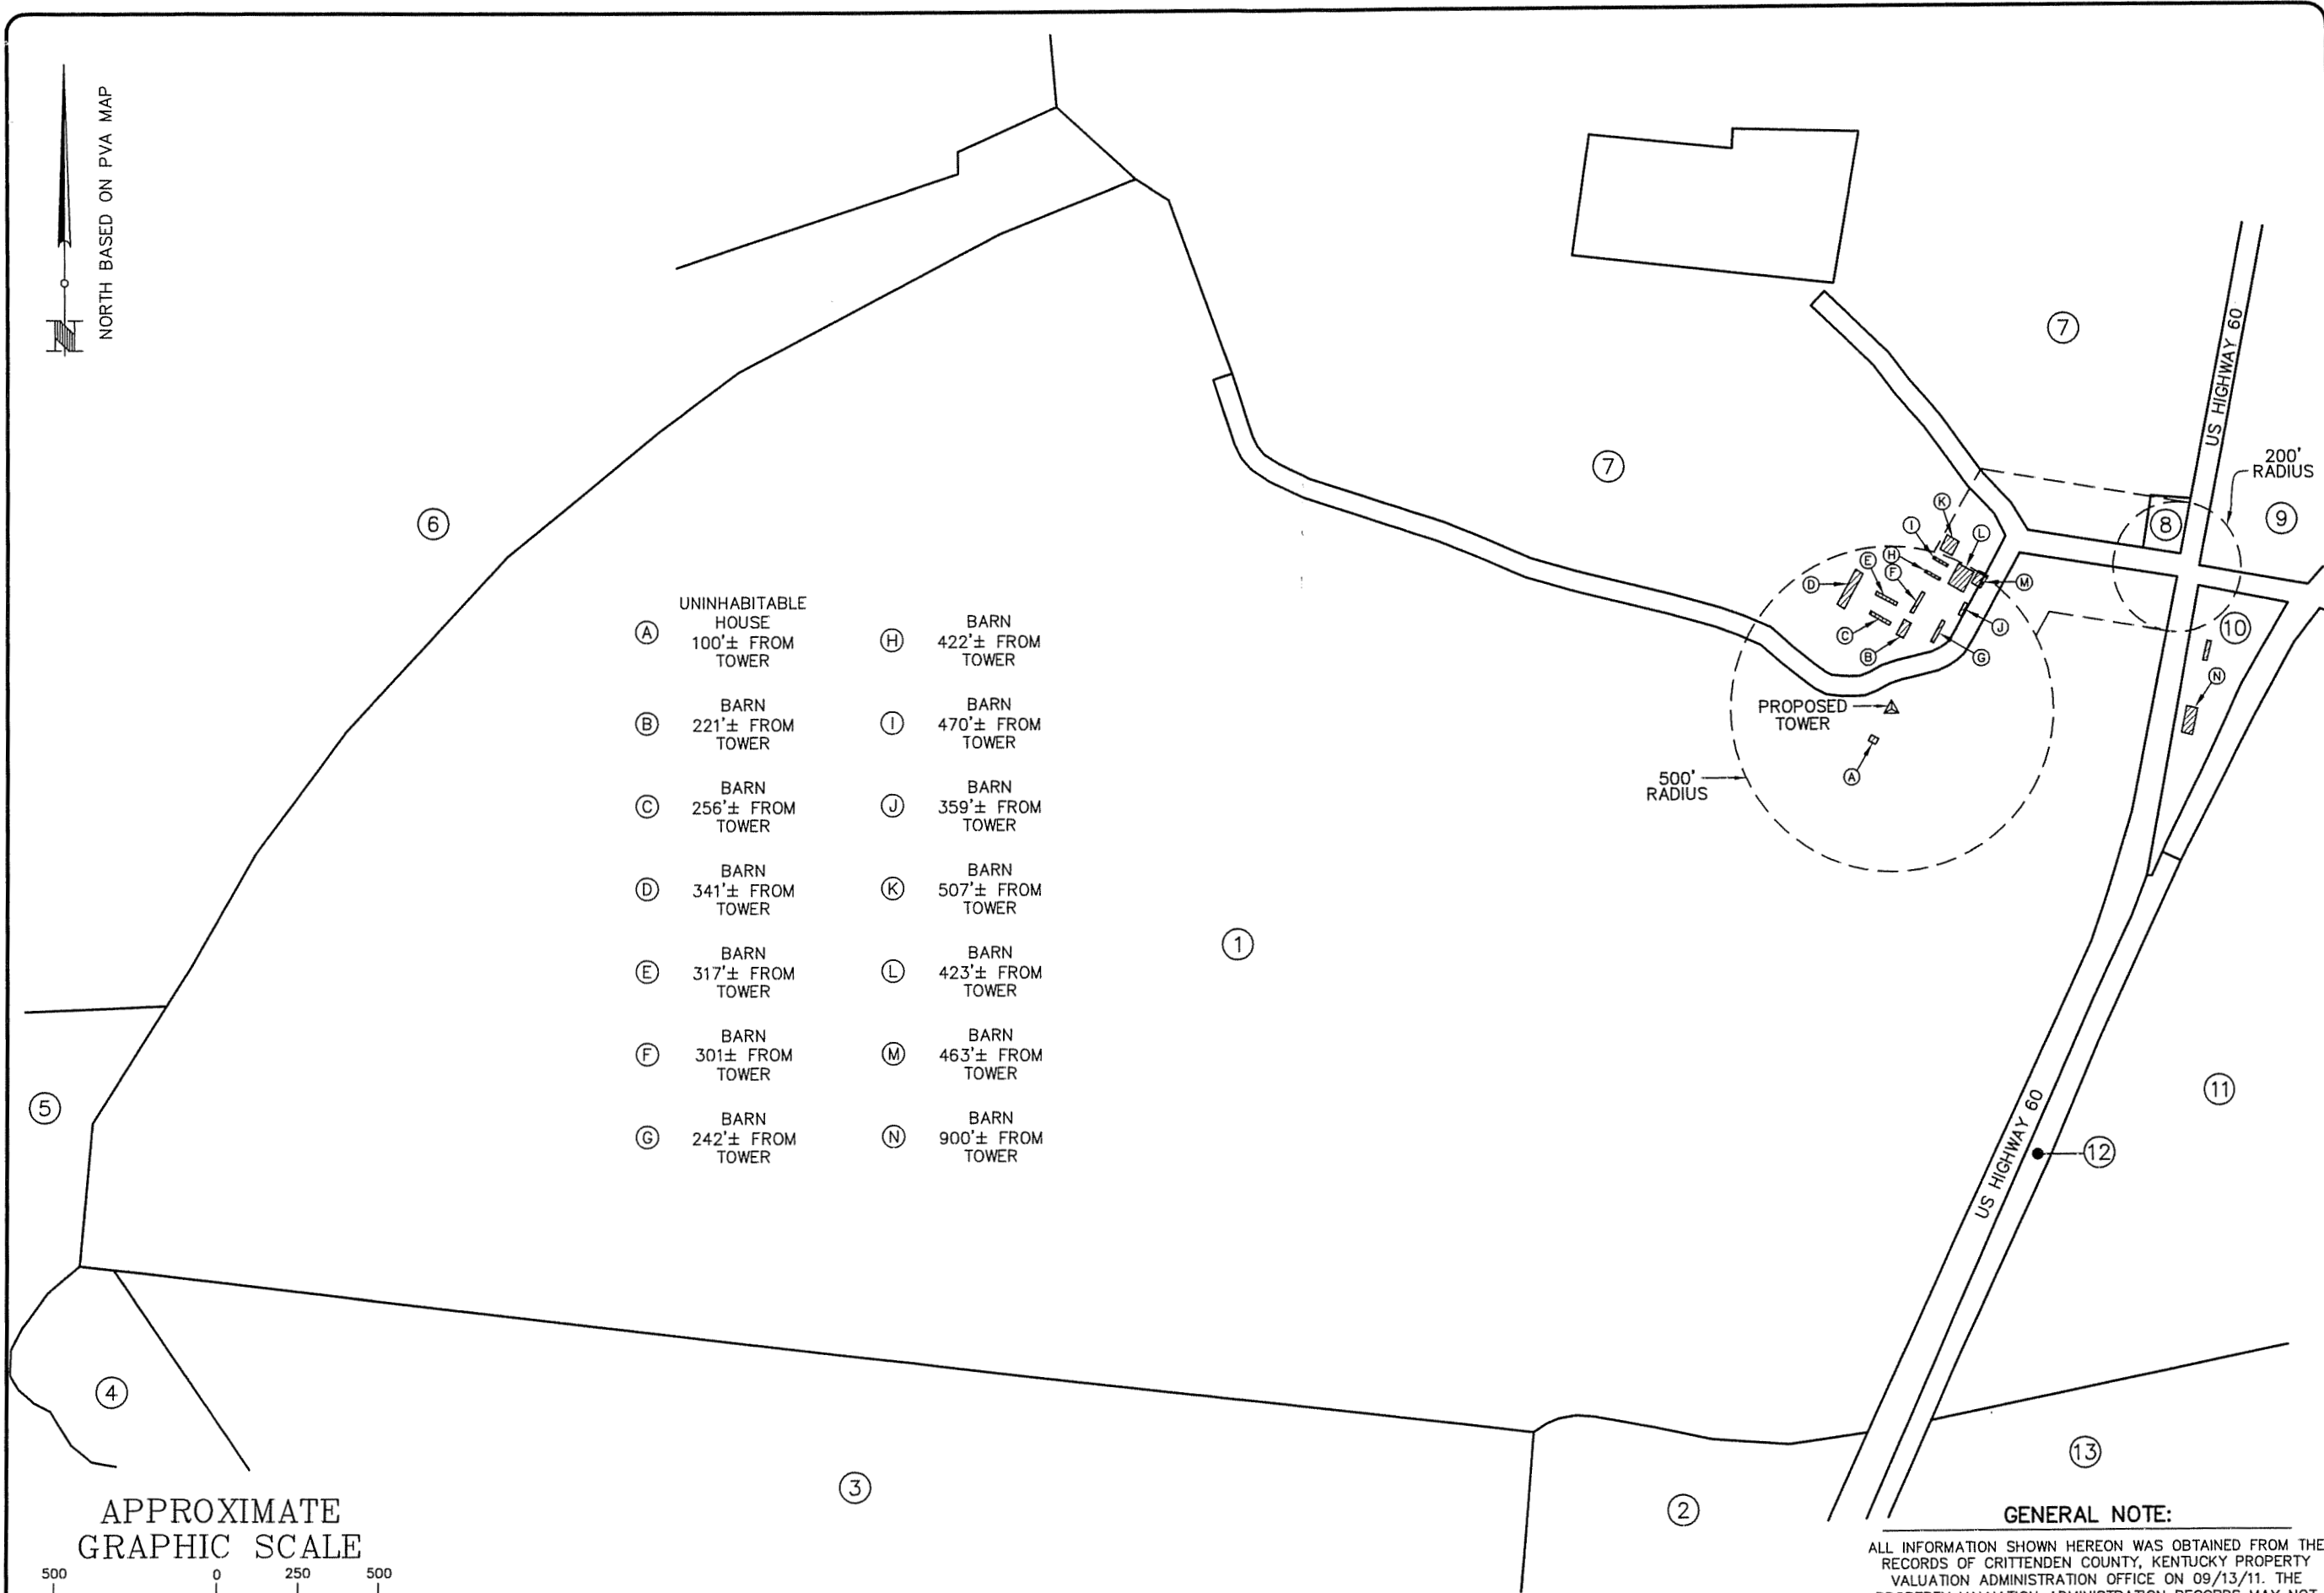 NORTH BASED ON PVA MAP
N
7
US HIGHWAY 60
200'
RADIUS
7
8
9
6
K
I
L
H
E
F
D
M
C
J
10
B
G
N
PROPOSED
TOWER
500'
RADIUS
A
A
UNINHABITABLE
HOUSE
100'± FROM
TOWER
B
BARN
221'± FROM
TOWER
C
BARN
256'± FROM
TOWER
D
BARN
341'± FROM
TOWER
E
BARN
317'± FROM
TOWER
F
BARN
301± FROM
TOWER
G
BARN
242'± FROM
TOWER
H
BARN
422'± FROM
TOWER
I
BARN
470'± FROM
TOWER
J
BARN
359'± FROM
TOWER
K
BARN
507'± FROM
TOWER
L
BARN
423'± FROM
TOWER
M
BARN
463'± FROM
TOWER
N
BARN
900'± FROM
TOWER
1
5
11
US HIGHWAY 60
12
4
3
2
13
APPROXIMATE
GRAPHIC SCALE
500 0 250 500
GENERAL NOTE:
ALL INFORMATION SHOWN HEREON WAS OBTAINED FROM THE
RECORDS OF CRITTENDEN COUNTY, KENTUCKY PROPERTY
VALUATION ADMINISTRATION OFFICE ON 09/13/11. THE
PROPERTY VALUATION ADMINISTRATION RECORDS MAY NOT